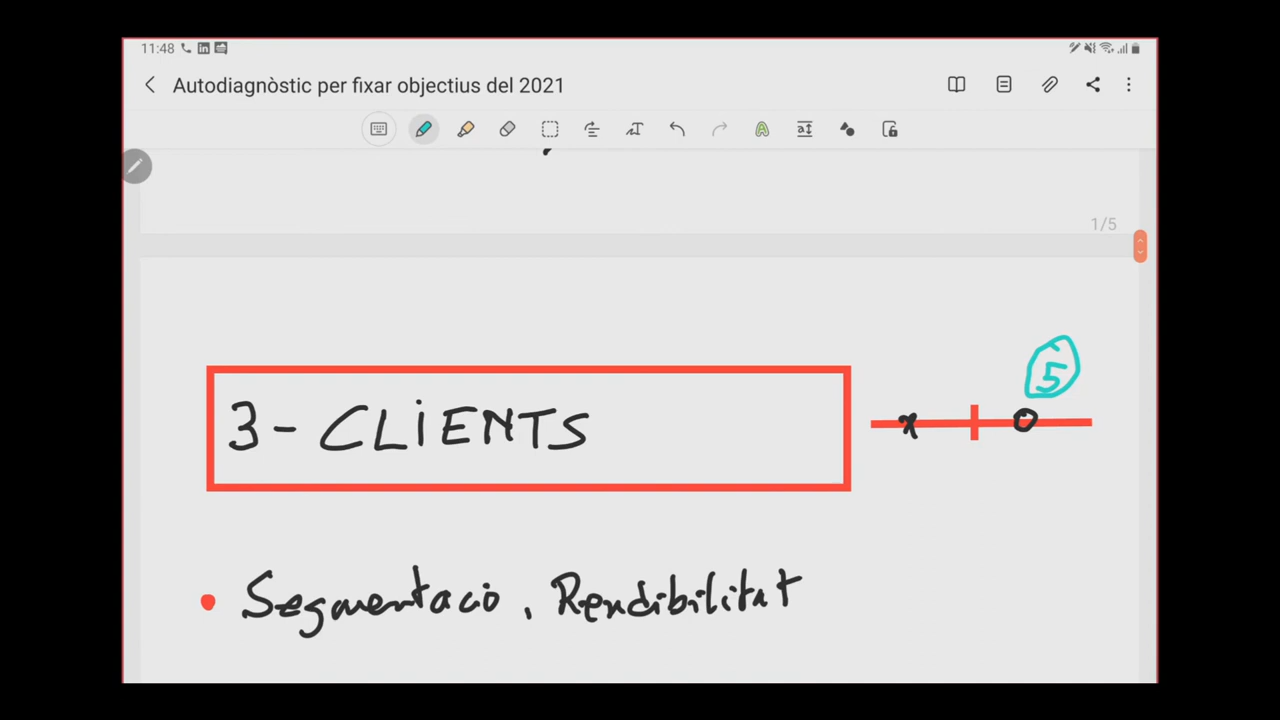 11:48
Autodiagnòstic per fixar objectius del 2021
1/5
5
3- CLIENTS
x o
• Segmentacio, Rendibilitat